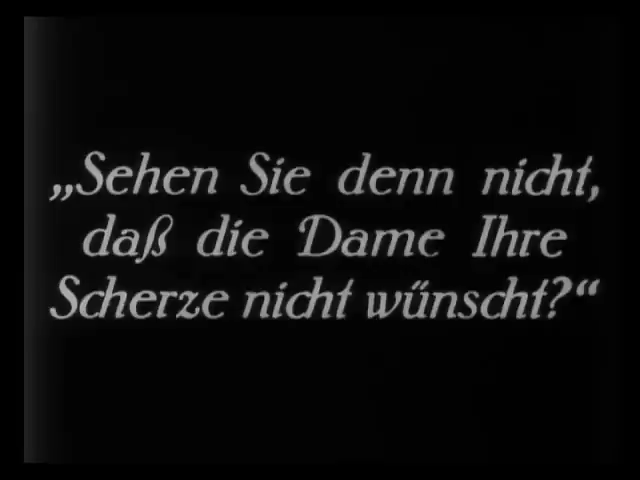 „Sehen Sie denn nicht,
daß die Dame Ihre
Scherze nicht wünscht?“